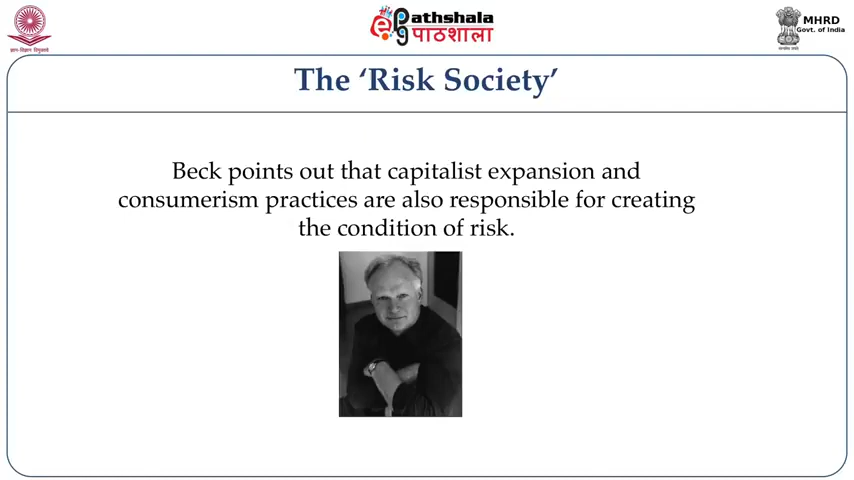 ePGpathshala
पाठशाला
MHRD
Govt. of India
The ‘Risk Society’
Beck points out that capitalist expansion and
consumerism practices are also responsible for creating
the condition of risk.